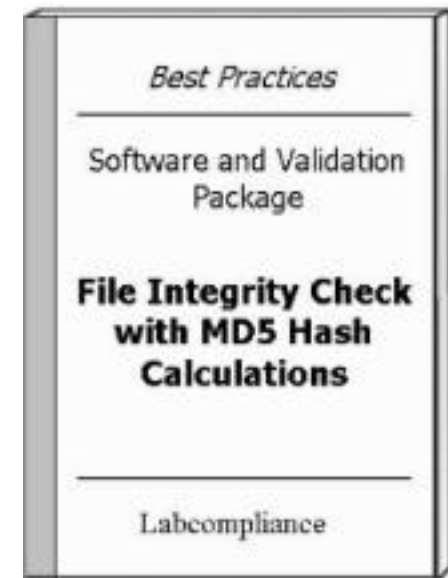 Best Practices
Software and Validation
Package
File Integrity Check
with MD5 Hash
Calculations
Labcompliance